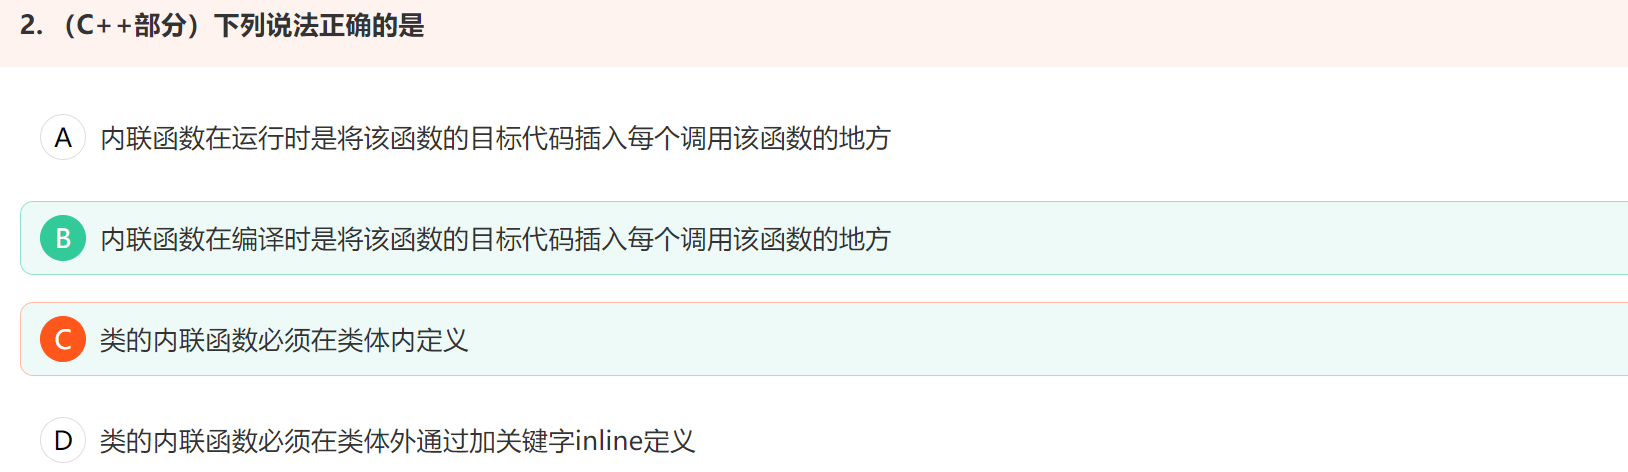 2. （C++部分）下列说法正确的是
A 内联函数在运行时是将该函数的目标代码插入每个调用该函数的地方
B 内联函数在编译时是将该函数的目标代码插入每个调用该函数的地方
C 类的内联函数必须在类体内定义
D 类的内联函数必须在类体外通过加关键字inline定义